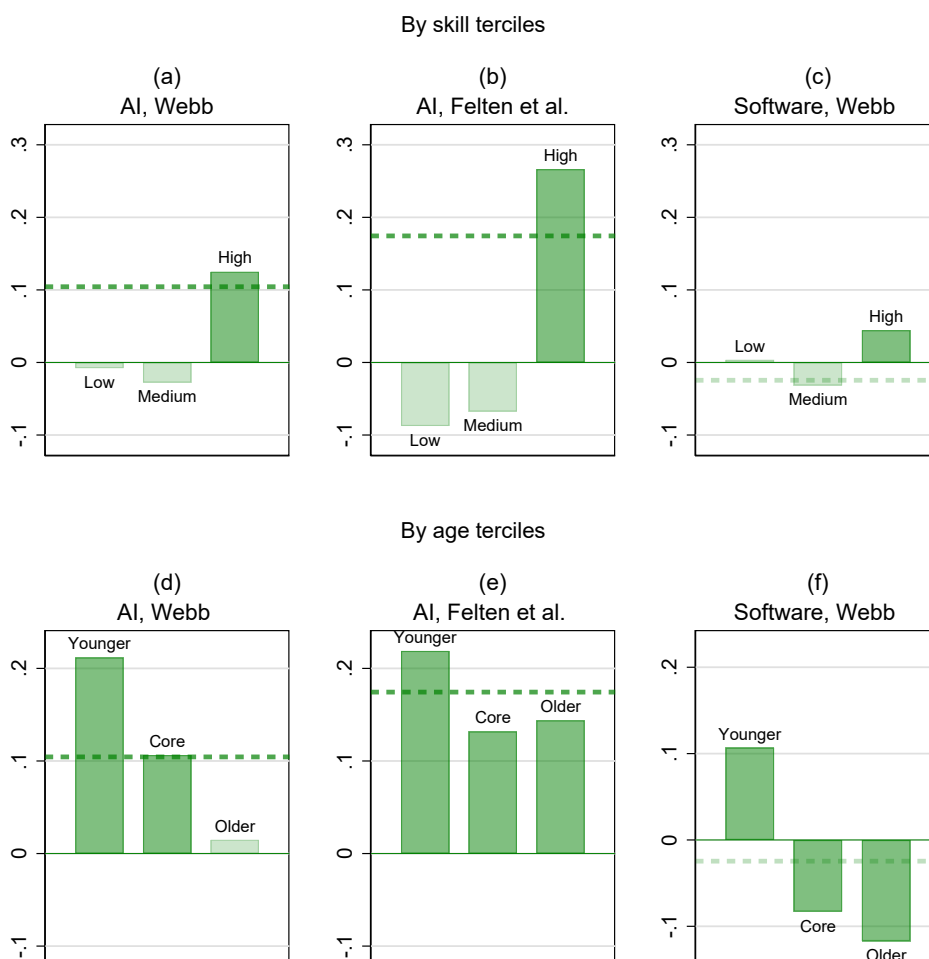 By skill terciles
(a)
AI, Webb
(b)
AI, Felten et al.
(c)
Software, Webb
.3
.2
.1
0
-.1
Low
Medium
High
.3
.2
.1
0
-.1
Low
Medium
High
.3
.2
.1
0
-.1
Low
Medium
High
By age terciles
(d)
AI, Webb
(e)
AI, Felten et al.
(f)
Software, Webb
.2
.1
0
-.1
Younger
Core
Older
.2
.1
0
-.1
Younger
Core
Older
.2
.1
0
-.1
Younger
Core
Older